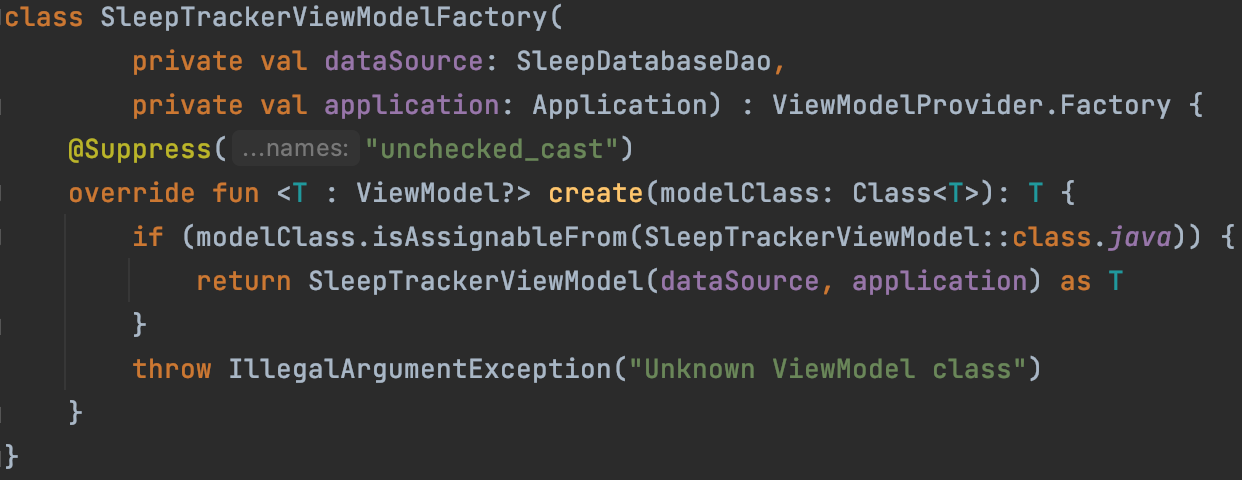 class SleepTrackerViewModelFactory(
        private val dataSource: SleepDatabaseDao,
        private val application: Application) : ViewModelProvider.Factory {
    @Suppress( ...names: "unchecked_cast")
    override fun <T : ViewModel?> create(modelClass: Class<T>): T {
        if (modelClass.isAssignableFrom(SleepTrackerViewModel::class.java)) {
            return SleepTrackerViewModel(dataSource, application) as T
        }
        throw IllegalArgumentException("Unknown ViewModel class")
    }
}